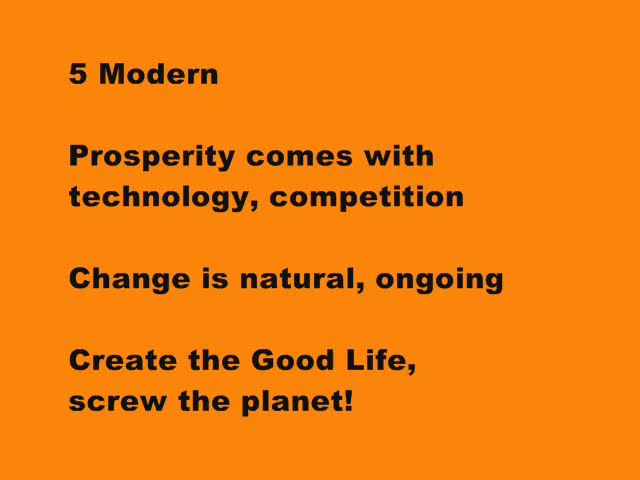 5 Modern
Prosperity comes with
technology, competition
Change is natural, ongoing
Create the Good Life,
screw the planet!